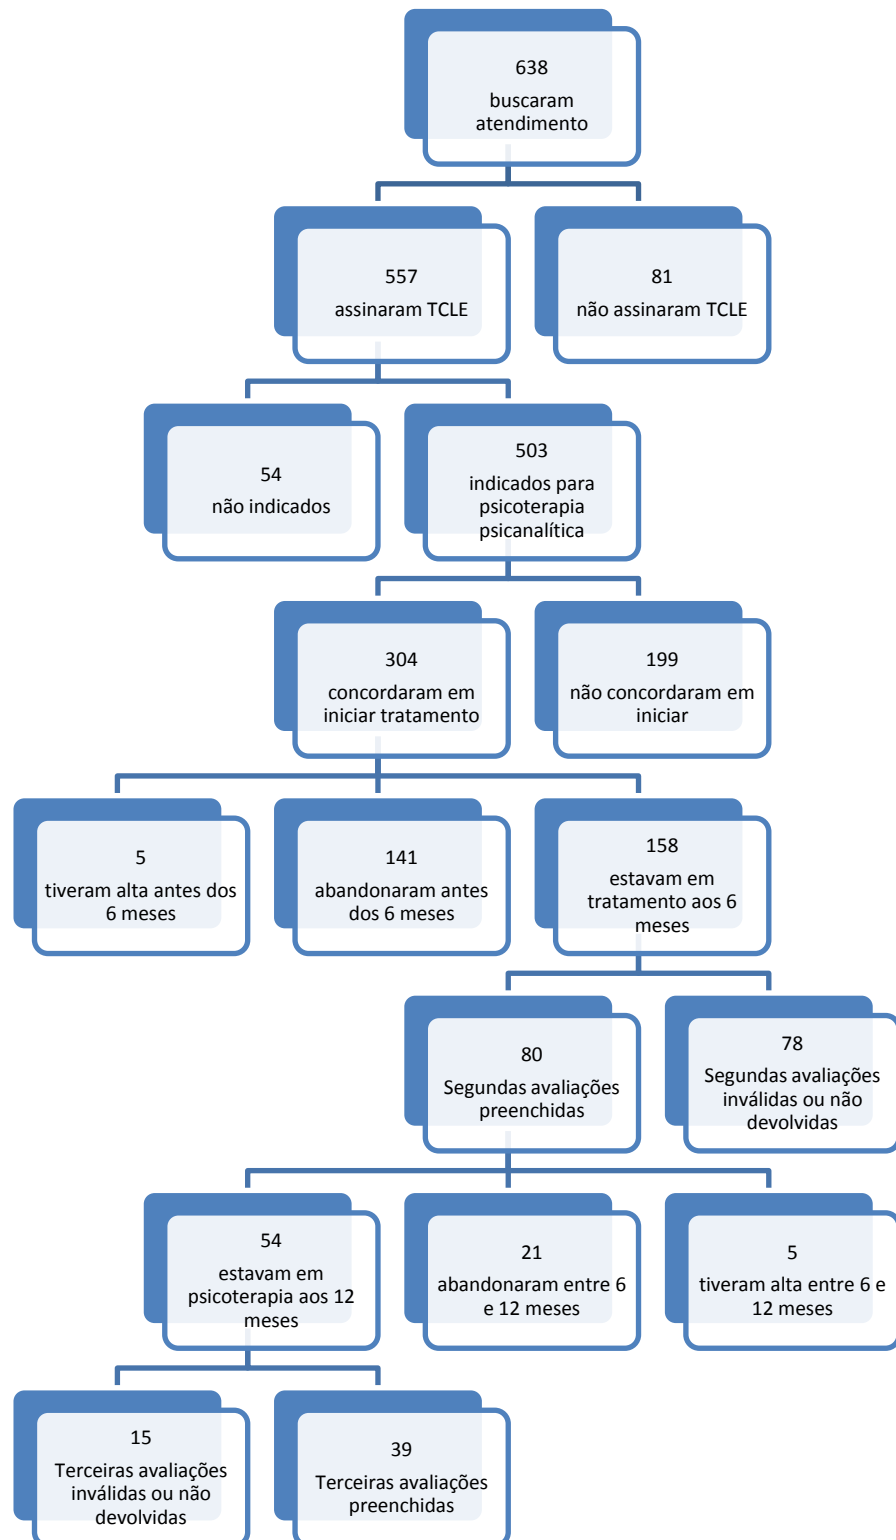 638
buscaram
atendimento
557
assinaram TCLE
81
não assinaram TCLE
54
não indicados
503
indicados para
psicoterapia
psicanalítica
304
concordaram em
iniciar tratamento
199
não concordaram em
iniciar
5
tiveram alta antes dos
6 meses
141
abandonaram antes
dos 6 meses
158
estavam em
tratamento aos 6
meses
80
Segundas avaliações
preenchidas
78
Segundas avaliações
inválidas ou não
devolvidas
54
estavam em
psicoterapia aos 12
meses
21
abandonaram entre 6
e 12 meses
5
tiveram alta entre 6 e
12 meses
15
Terceiras avaliações
inválidas ou não
devolvidas
39
Terceiras avaliações
preenchidas